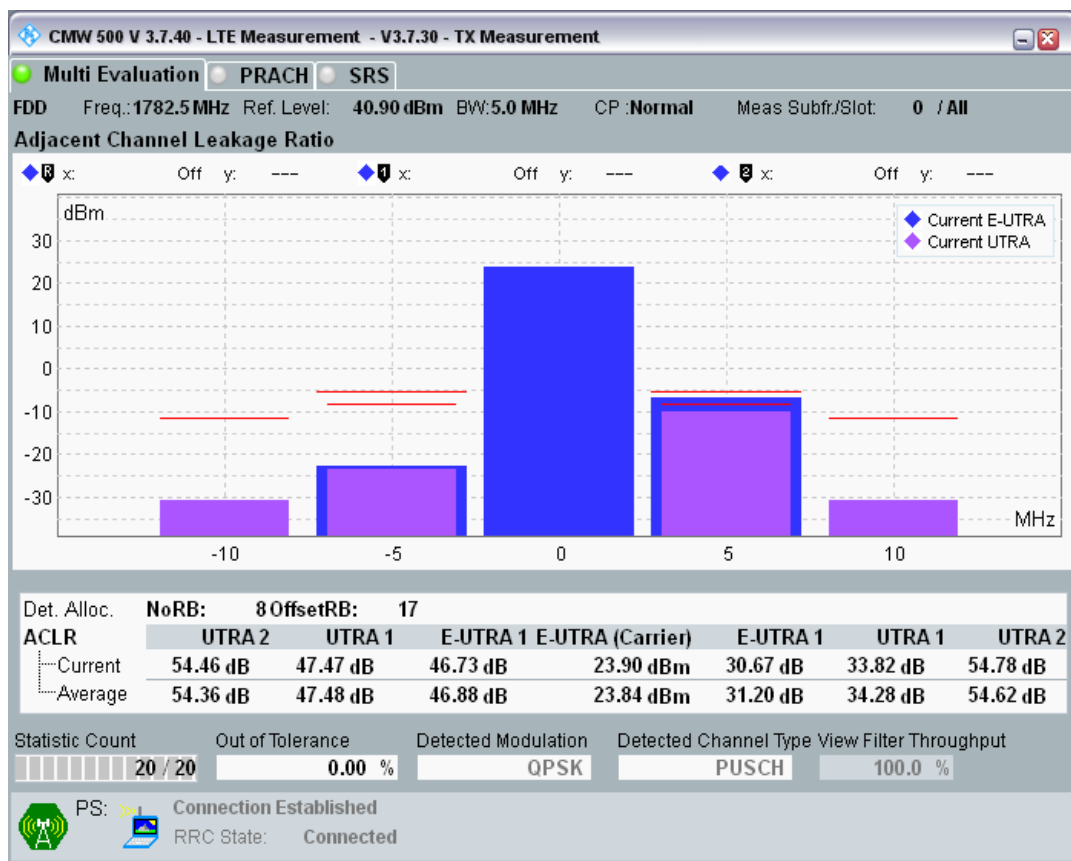 CMW 500 V 3.7.40 - LTE Measurement - V3.7.30 - TX Measurement
Multi Evaluation PRACH SRS
FDD Freq.: 1782.5 MHz Ref. Level: 40.90 dBm BW: 5.0 MHz CP : Normal Meas Subfr./Slot: 0 / All
Adjacent Channel Leakage Ratio
R x: Off y: --- 1 x: Off y: --- 2 x: Off y: ---
dBm
Current E-UTRA
Current UTRA
30
20
10
0
-10
-20
-30
MHz
-10 -5 0 5 10
Det. Alloc. NoRB: 8 OffsetRB: 17
ACLR UTRA 2 UTRA 1 E-UTRA 1 E-UTRA (Carrier) E-UTRA 1 UTRA 1 UTRA 2
Current 54.46 dB 47.47 dB 46.73 dB 23.90 dBm 30.67 dB 33.82 dB 54.78 dB
Average 54.36 dB 47.48 dB 46.88 dB 23.84 dBm 31.20 dB 34.28 dB 54.62 dB
Statistic Count Out of Tolerance Detected Modulation Detected Channel Type View Filter Throughput
20 / 20 0.00 % QPSK PUSCH 100.0 %
PS: Connection Established
RRC State: Connected